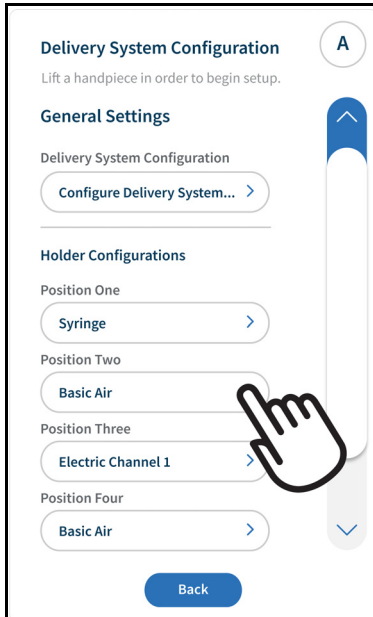 Delivery System Configuration
A
Lift a handpiece in order to begin setup.
General Settings
Delivery System Configuration
Configure Delivery System...
Holder Configurations
Position One
Syringe
Position Two
Basic Air
Position Three
Electric Channel 1
Position Four
Basic Air
Back